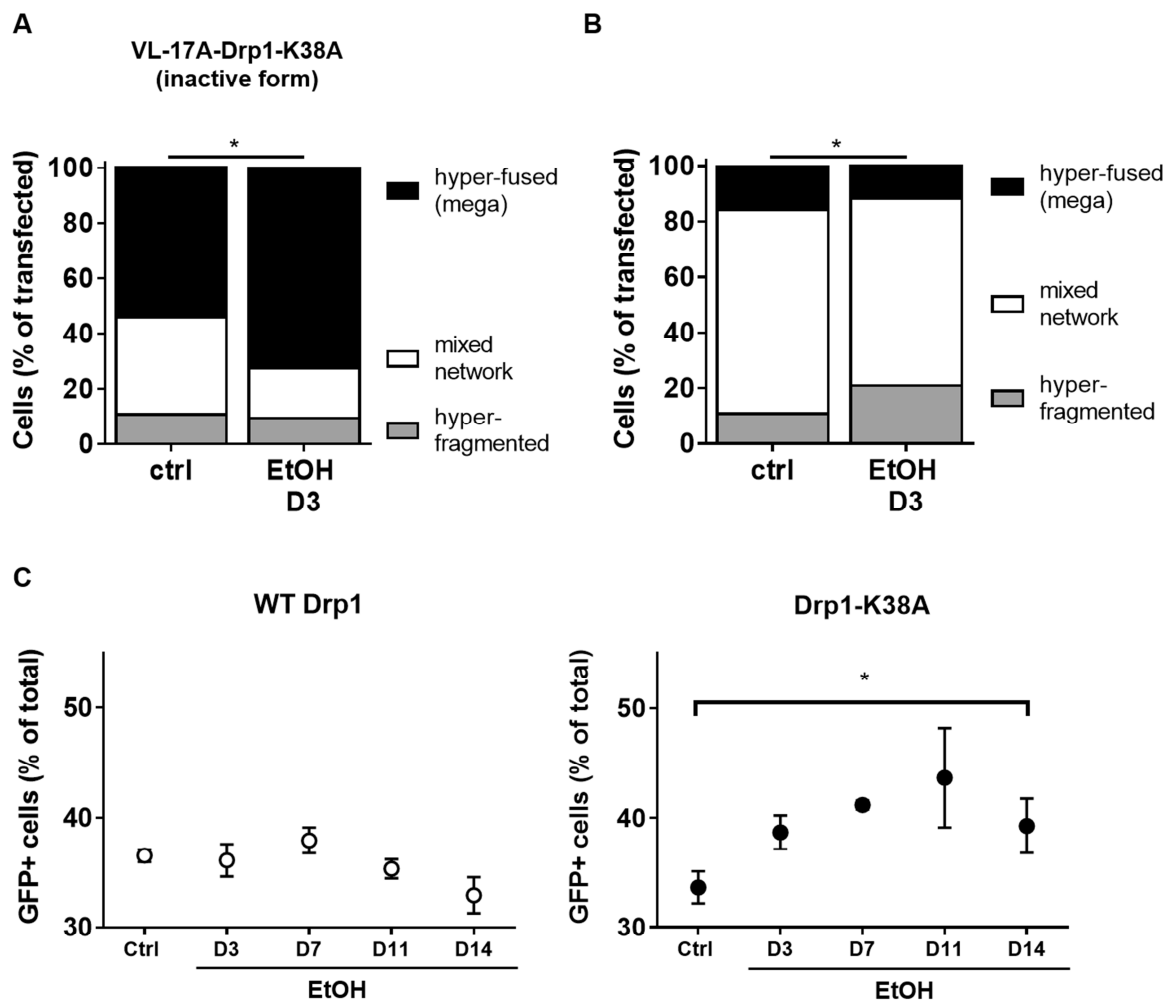 A
VL-17A-Drp1-K38A
(inactive form)
Cells (% of transfected)
100
80
60
40
20
0
*
ctrl
EtOH
D3
hyper-fused
(mega)
mixed
network
hyper-
fragmented
B
Cells (% of transfected)
100
80
60
40
20
0
*
ctrl
EtOH
D3
hyper-fused
(mega)
mixed
network
hyper-
fragmented
C
WT Drp1
GFP+ cells (% of total)
50
40
30
Ctrl
D3
D7
D11
D14
EtOH
Drp1-K38A
GFP+ cells (% of total)
50
40
30
*
Ctrl
D3
D7
D11
D14
EtOH